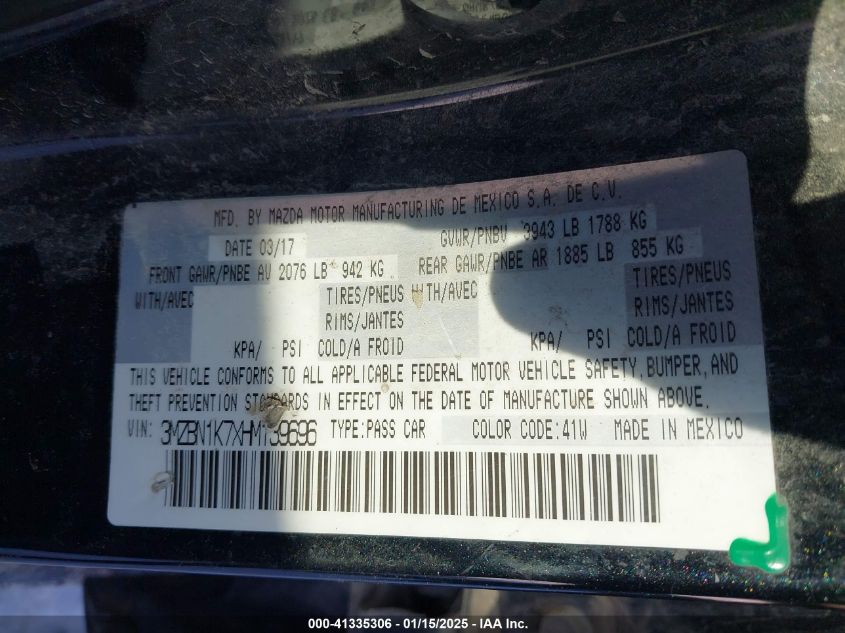 MFD. BY MAZDA MOTOR MANUFACTURING DE MEXICO S.A. DE C.V.
DATE 03/17 GVWR/PNBV 3943 LB 1788 KG
FRONT GAWR/PNBE AV 2076 LB 942 KG REAR GAWR/PNBE AR 1885 LB 855 KG
WITH/AVEC TIRES/PNEUS WITH/AVEC TIRES/PNEUS
RIMS/JANTES RIMS/JANTES
KPA/ PSI COLD/A FROID KPA/ PSI COLD/A FROID
THIS VEHICLE CONFORMS TO ALL APPLICABLE FEDERAL MOTOR VEHICLE SAFETY, BUMPER, AND
THEFT PREVENTION STANDARDS IN EFFECT ON THE DATE OF MANUFACTURE SHOWN ABOVE.
VIN: 3MZBN1K7XHM139696 TYPE:PASS CAR COLOR CODE:41W MADE IN MEXICO
000-41335306 - 01/15/2025 - IAA Inc.